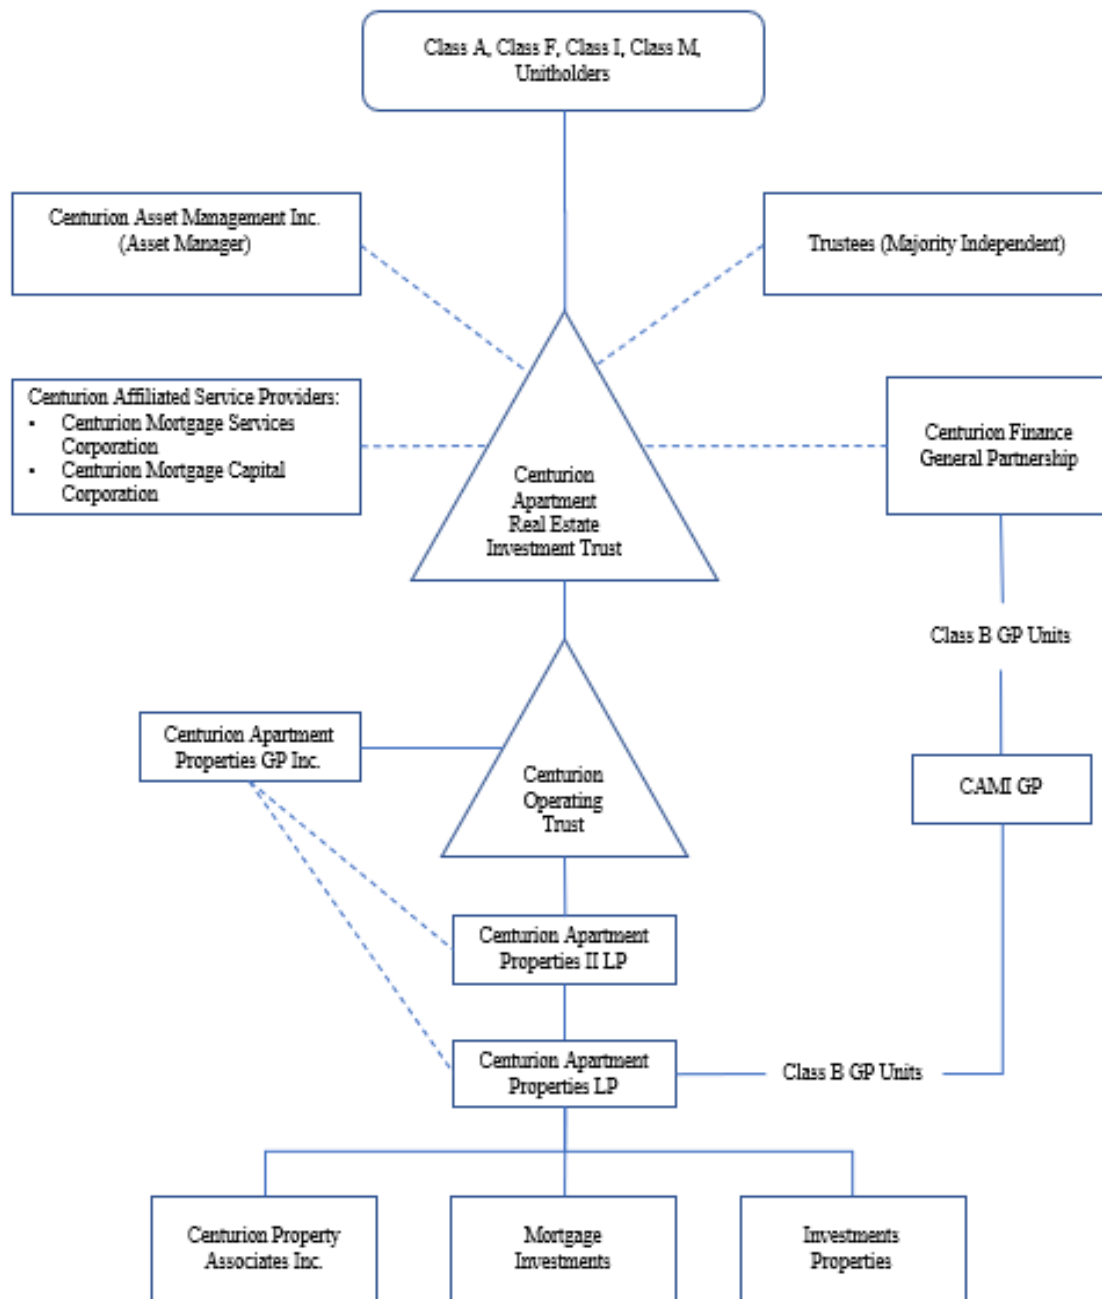 Class A, Class F, Class I, Class M,
Unitholders
Centurion Asset Management Inc.
(Asset Manager)
Trustees (Majority Independent)
Centurion Affiliated Service Providers:
• Centurion Mortgage Services
Corporation
• Centurion Mortgage Capital
Corporation
Centurion Finance
General Partnership
Centurion
Apartment
Real Estate
Investment Trust
Class B GP Units
Centurion Apartment
Properties GP Inc.
Centurion
Operating
Trust
CAMI GP
Centurion Apartment
Properties II LP
Centurion Apartment
Properties LP
Class B GP Units
Centurion Property
Associates Inc.
Mortgage
Investments
Investments
Properties